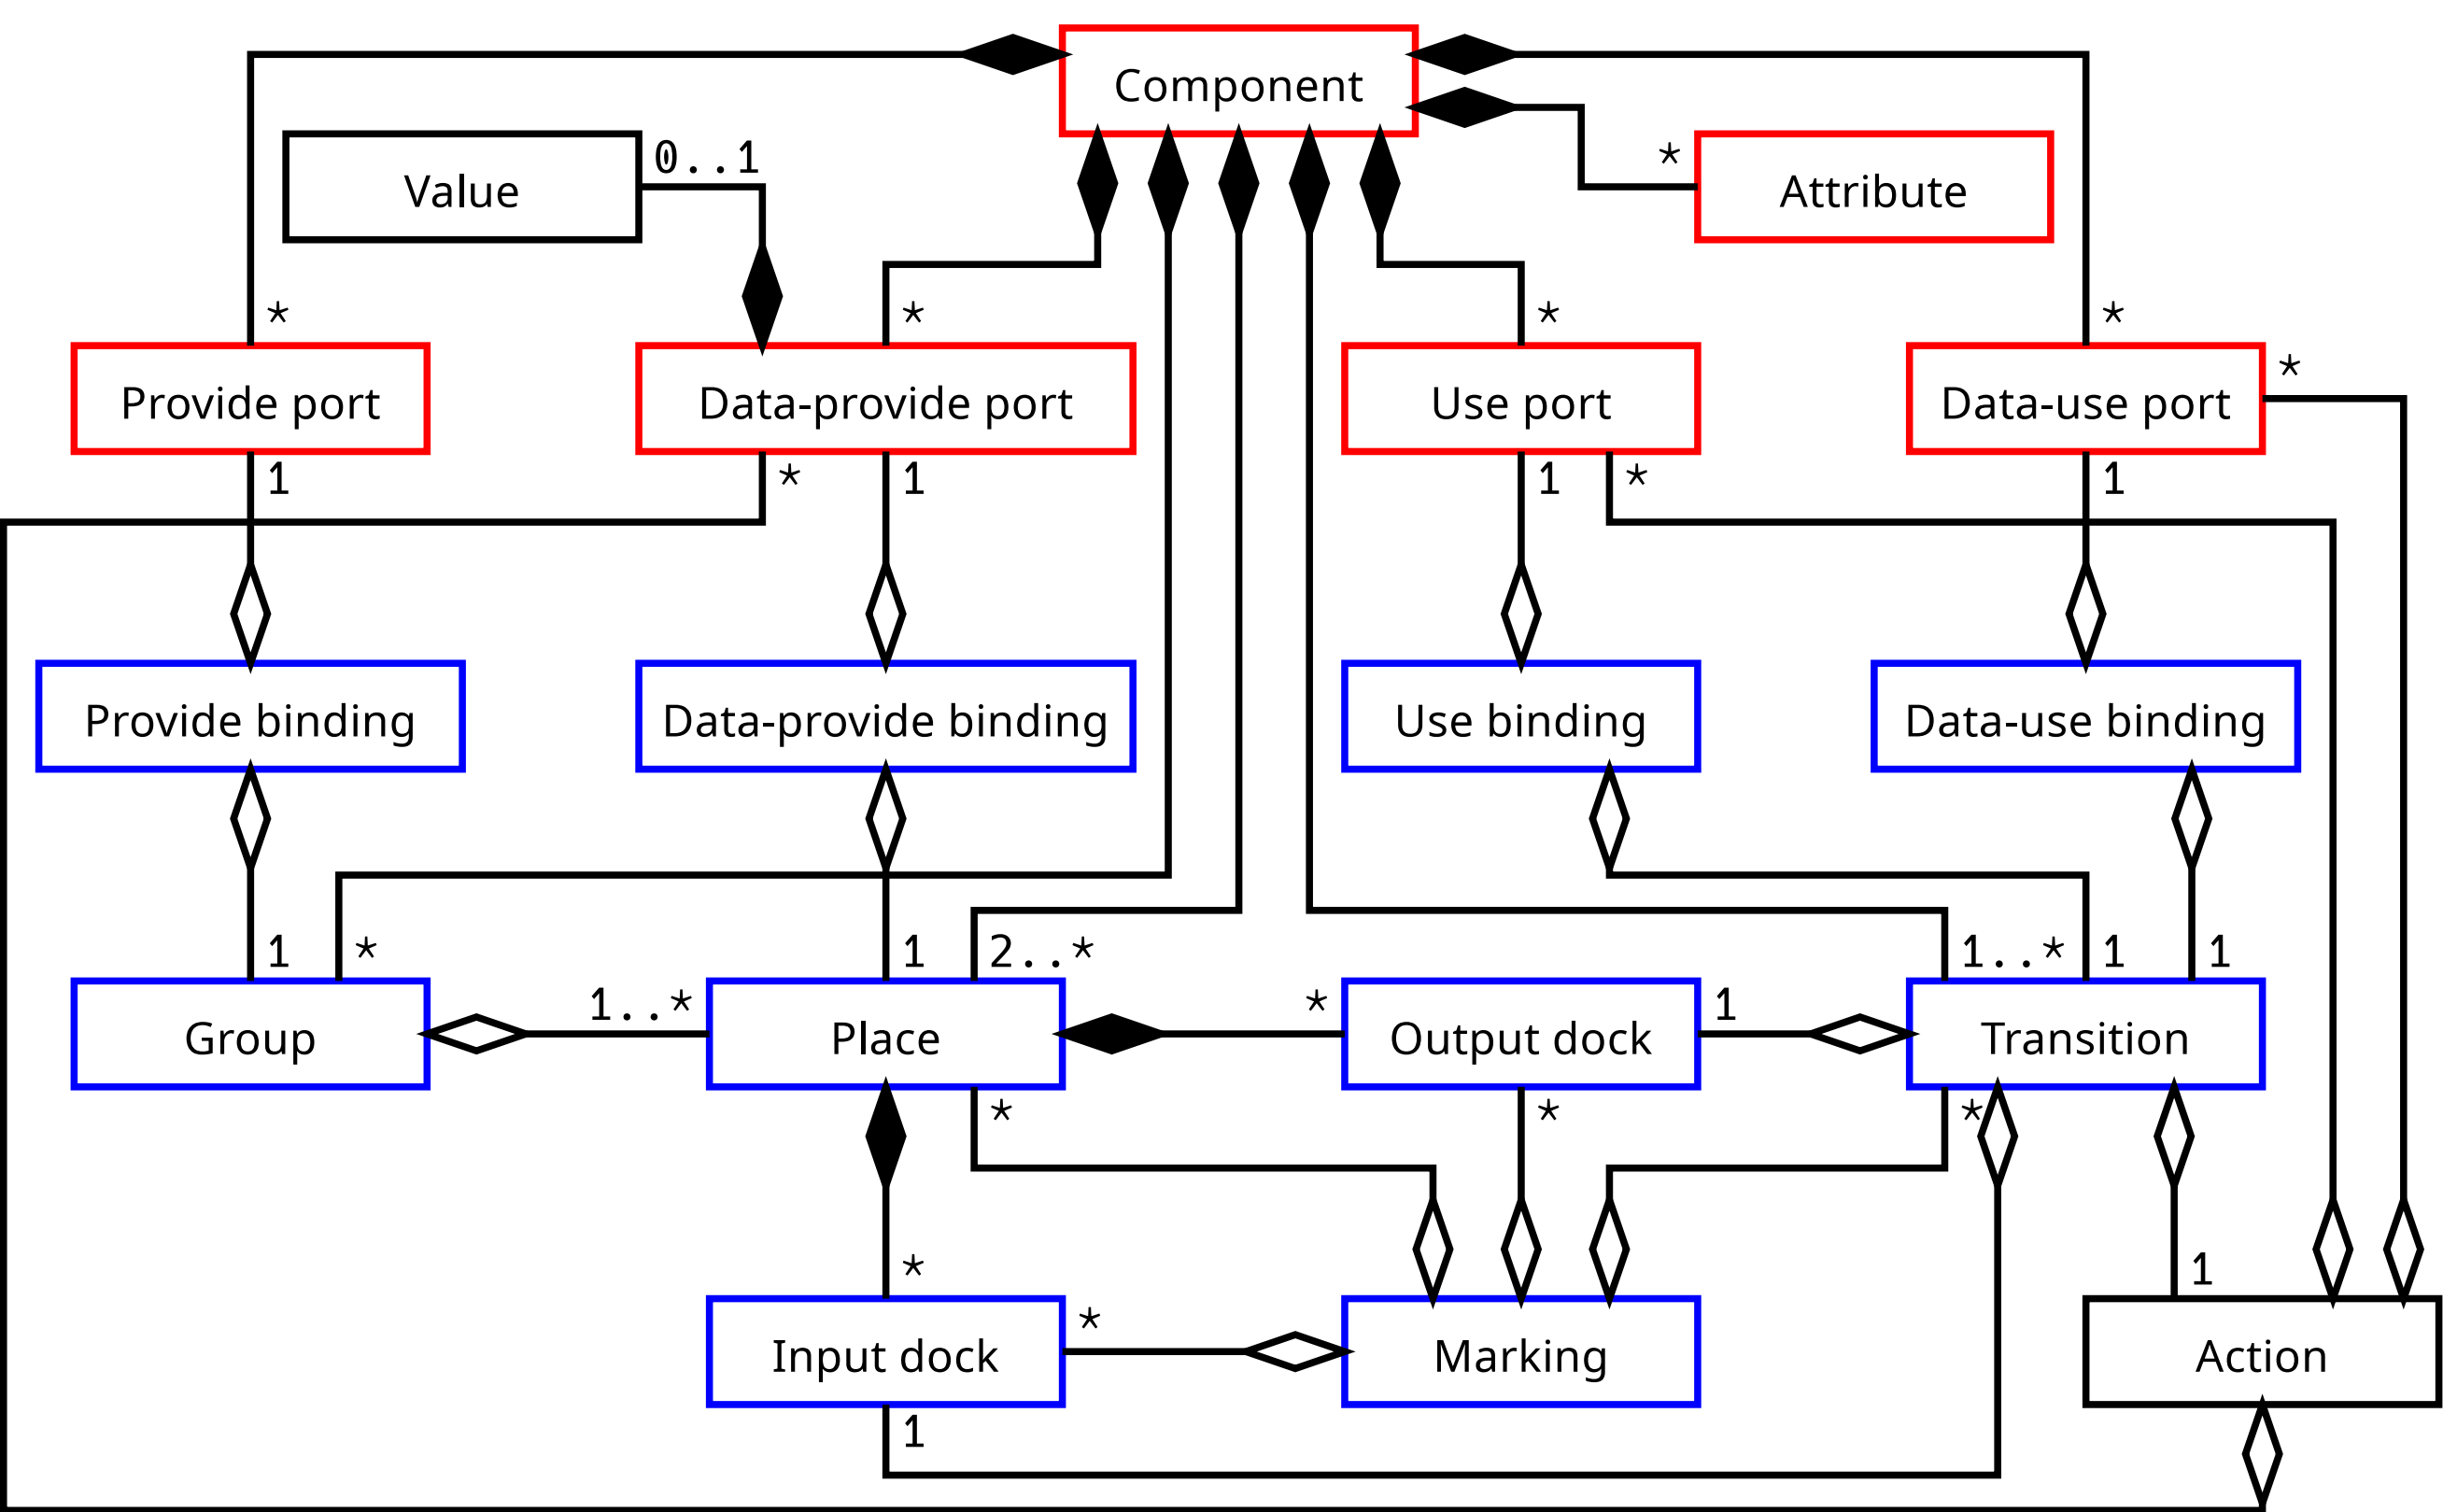 Component
Value
0..1
*
Attribute
*
*
*
*
Provide port
Data-provide port
Use port
Data-use port
*
1
*
1
1
*
1
Provide binding
Data-provide binding
Use binding
Data-use binding
1
*
1
2..*
1..*
1
1
Group
1..*
Place
*
Output dock
1
Transition
*
*
*
*
1
Input dock
*
Marking
Action
1